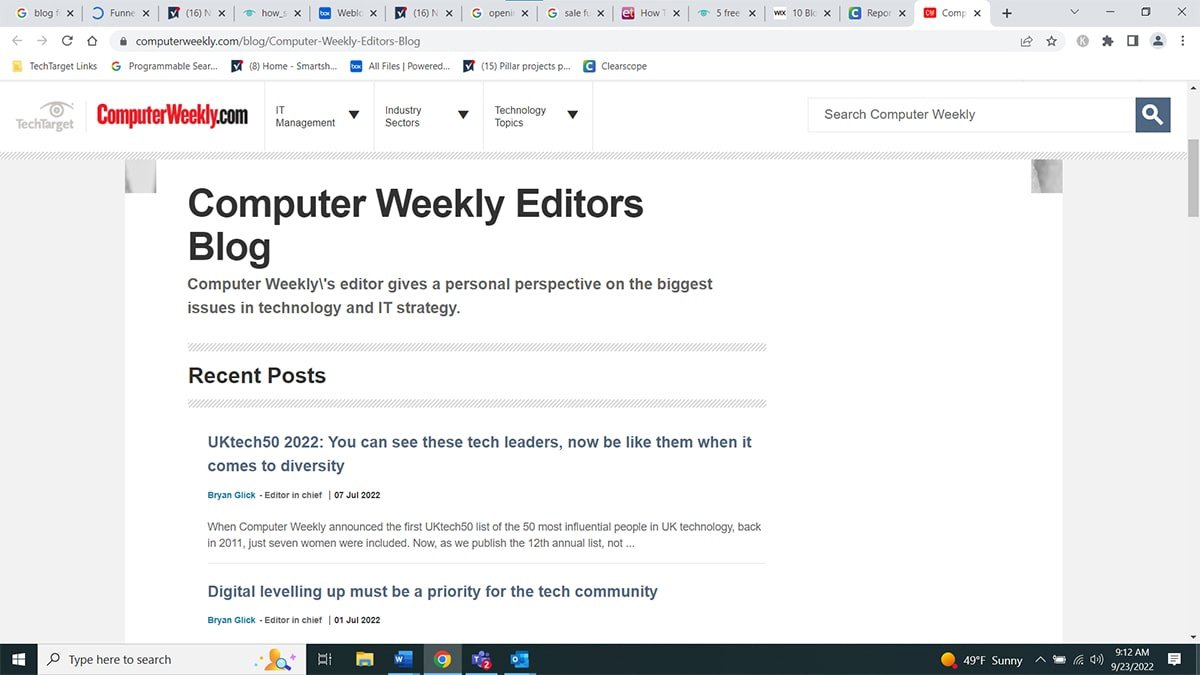 blog f
Funne
(16) N
how_s
Weblo
(16) N
openi
sale fu
How T
5 free
WiX
10 Blo
Repor
Comp
computerweekly.com/blog/Computer-Weekly-Editors-Blog
TechTarget Links
Programmable Sear...
(8) Home - Smartsh...
box
All Files | Powered...
(15) Pillar projects p...
Clearscope
TechTarget
ComputerWeekly.com
IT
Management
Industry
Sectors
Technology
Topics
Search Computer Weekly
Computer Weekly Editors
Blog
Computer Weekly\'s editor gives a personal perspective on the biggest
issues in technology and IT strategy.
Recent Posts
UKtech50 2022: You can see these tech leaders, now be like them when it
comes to diversity
Bryan Glick - Editor in chief | 07 Jul 2022
When Computer Weekly announced the first UKtech50 list of the 50 most influential people in UK technology, back
in 2011, just seven women were included. Now, as we publish the 12th annual list, not ...
Digital levelling up must be a priority for the tech community
Bryan Glick - Editor in chief | 01 Jul 2022
Type here to search
49°F Sunny
9:12 AM
9/23/2022